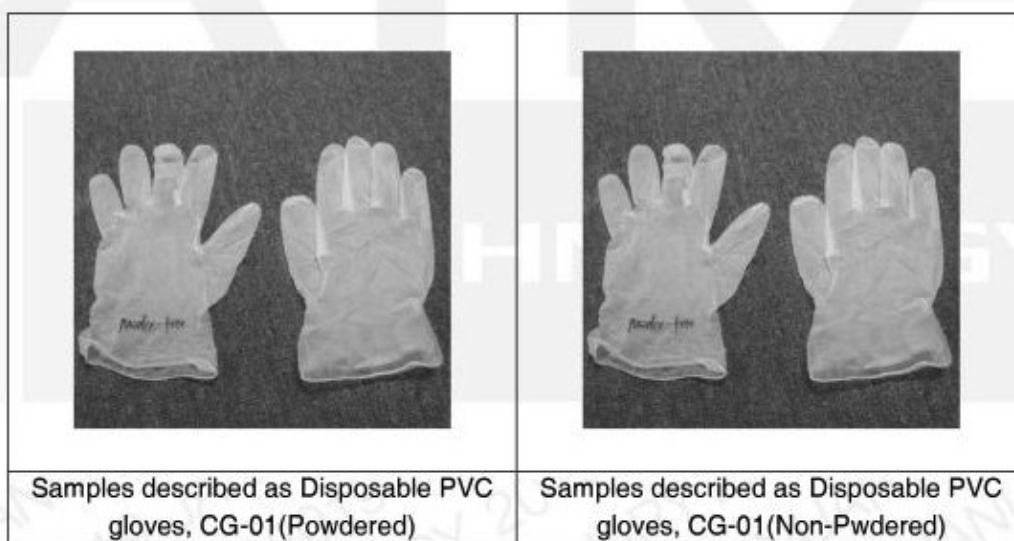 powder-free
powder-free
Samples described as Disposable PVC
gloves, CG-01(Powdered)
Samples described as Disposable PVC
gloves, CG-01(Non-Pwdered)